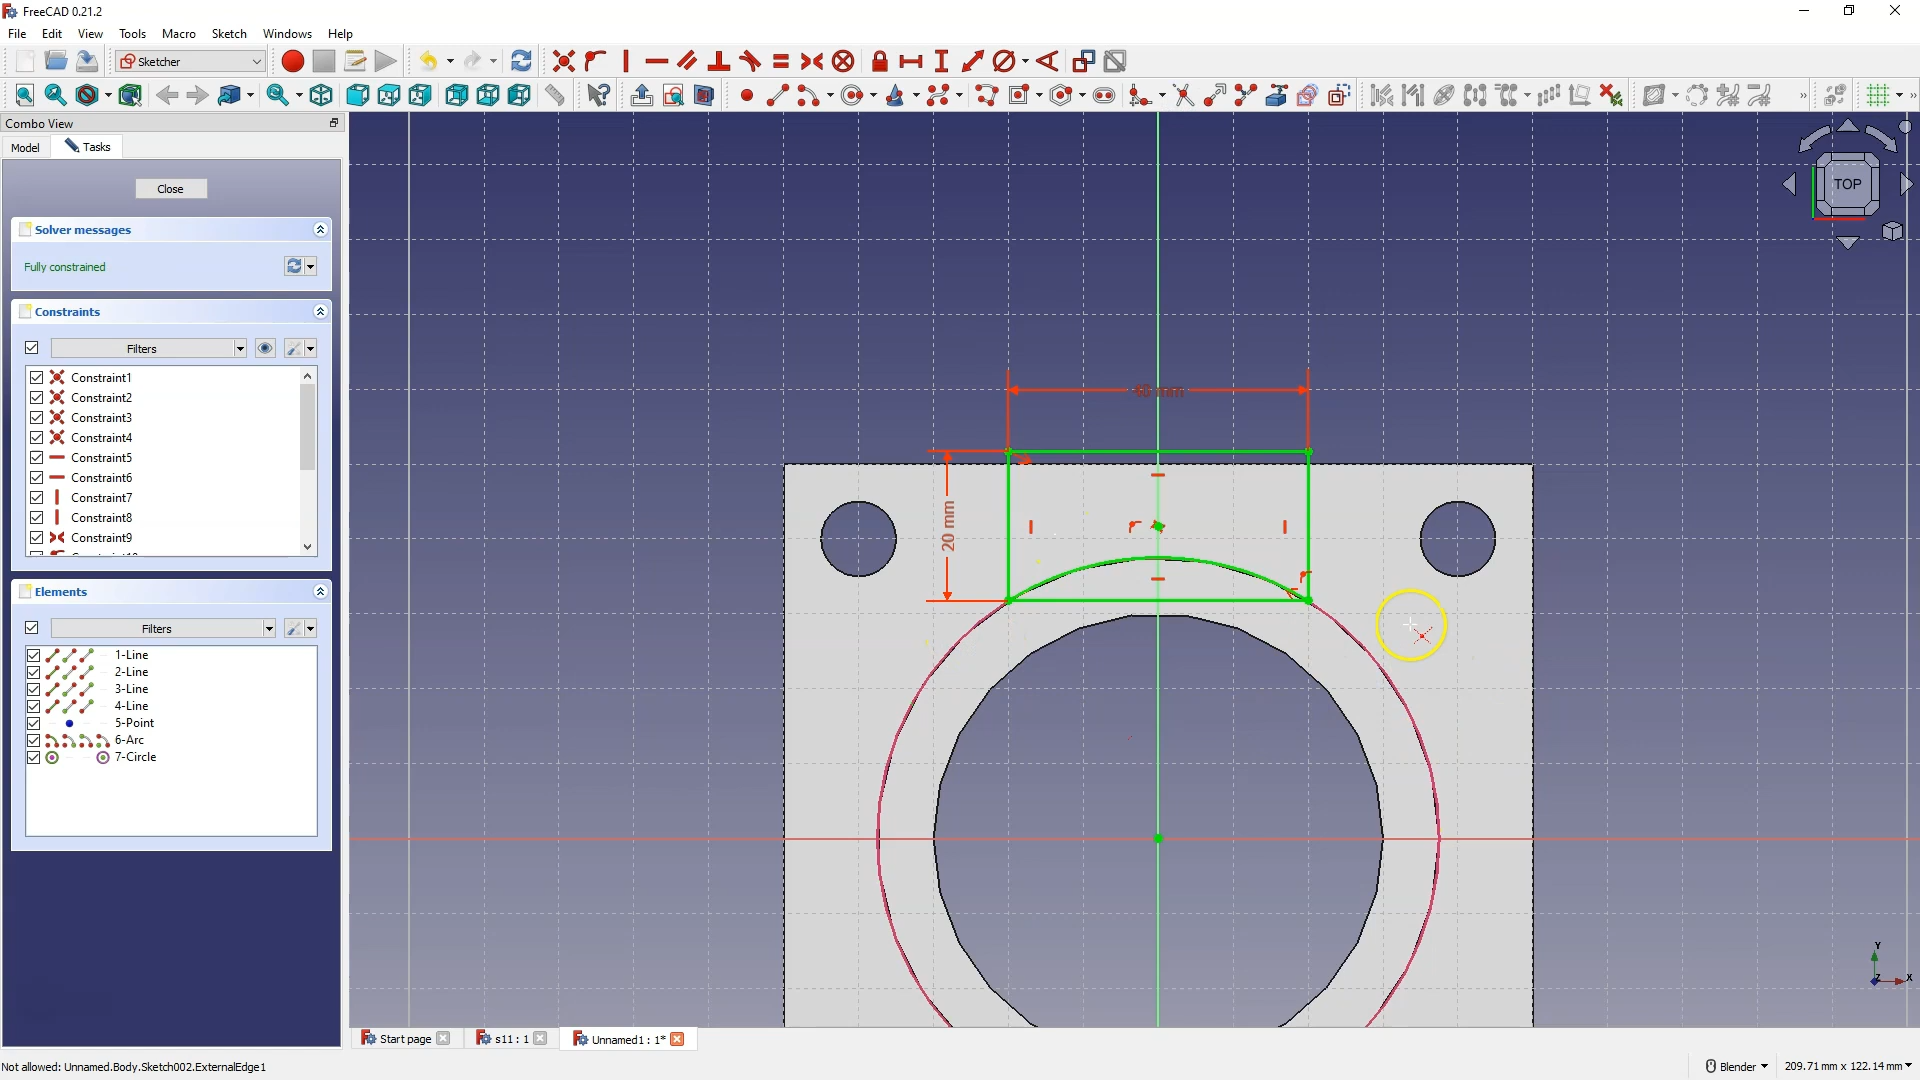 FreeCAD 0.21.2
File Edit View Tools Macro Sketch Windows Help
Sketcher
Combo View
Model Tasks
Close
Solver messages
Fully constrained
Constraints
Filters
Constraint1
Constraint2
Constraint3
Constraint4
Constraint5
Constraint6
Constraint7
Constraint8
Constraint9
Elements
Filters
1-Line
2-Line
3-Line
4-Line
5-Point
6-Arc
7-Circle
TOP
40 mm
20 mm
Y
Z
X
Start page s11 : 1 Unnamed1 : 1*
Not allowed: Unnamed.Body.Sketch002.ExternalEdge1 Blender 209.71 mm x 122.14 mm